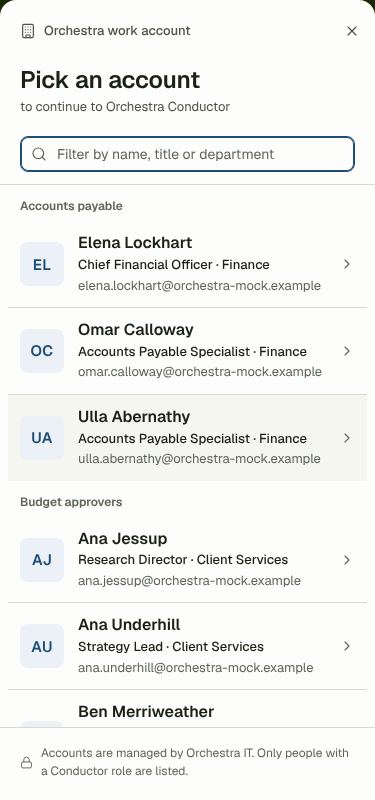 Orchestra work account
Pick an account
to continue to Orchestra Conductor
Filter by name, title or department
Accounts payable
EL
Elena Lockhart
Chief Financial Officer · Finance
elena.lockhart@orchestra-mock.example
OC
Omar Calloway
Accounts Payable Specialist · Finance
omar.calloway@orchestra-mock.example
UA
Ulla Abernathy
Accounts Payable Specialist · Finance
ulla.abernathy@orchestra-mock.example
Budget approvers
AJ
Ana Jessup
Research Director · Client Services
ana.jessup@orchestra-mock.example
AU
Ana Underhill
Strategy Lead · Client Services
ana.underhill@orchestra-mock.example
Ben Merriweather
Accounts are managed by Orchestra IT. Only people with
a Conductor role are listed.